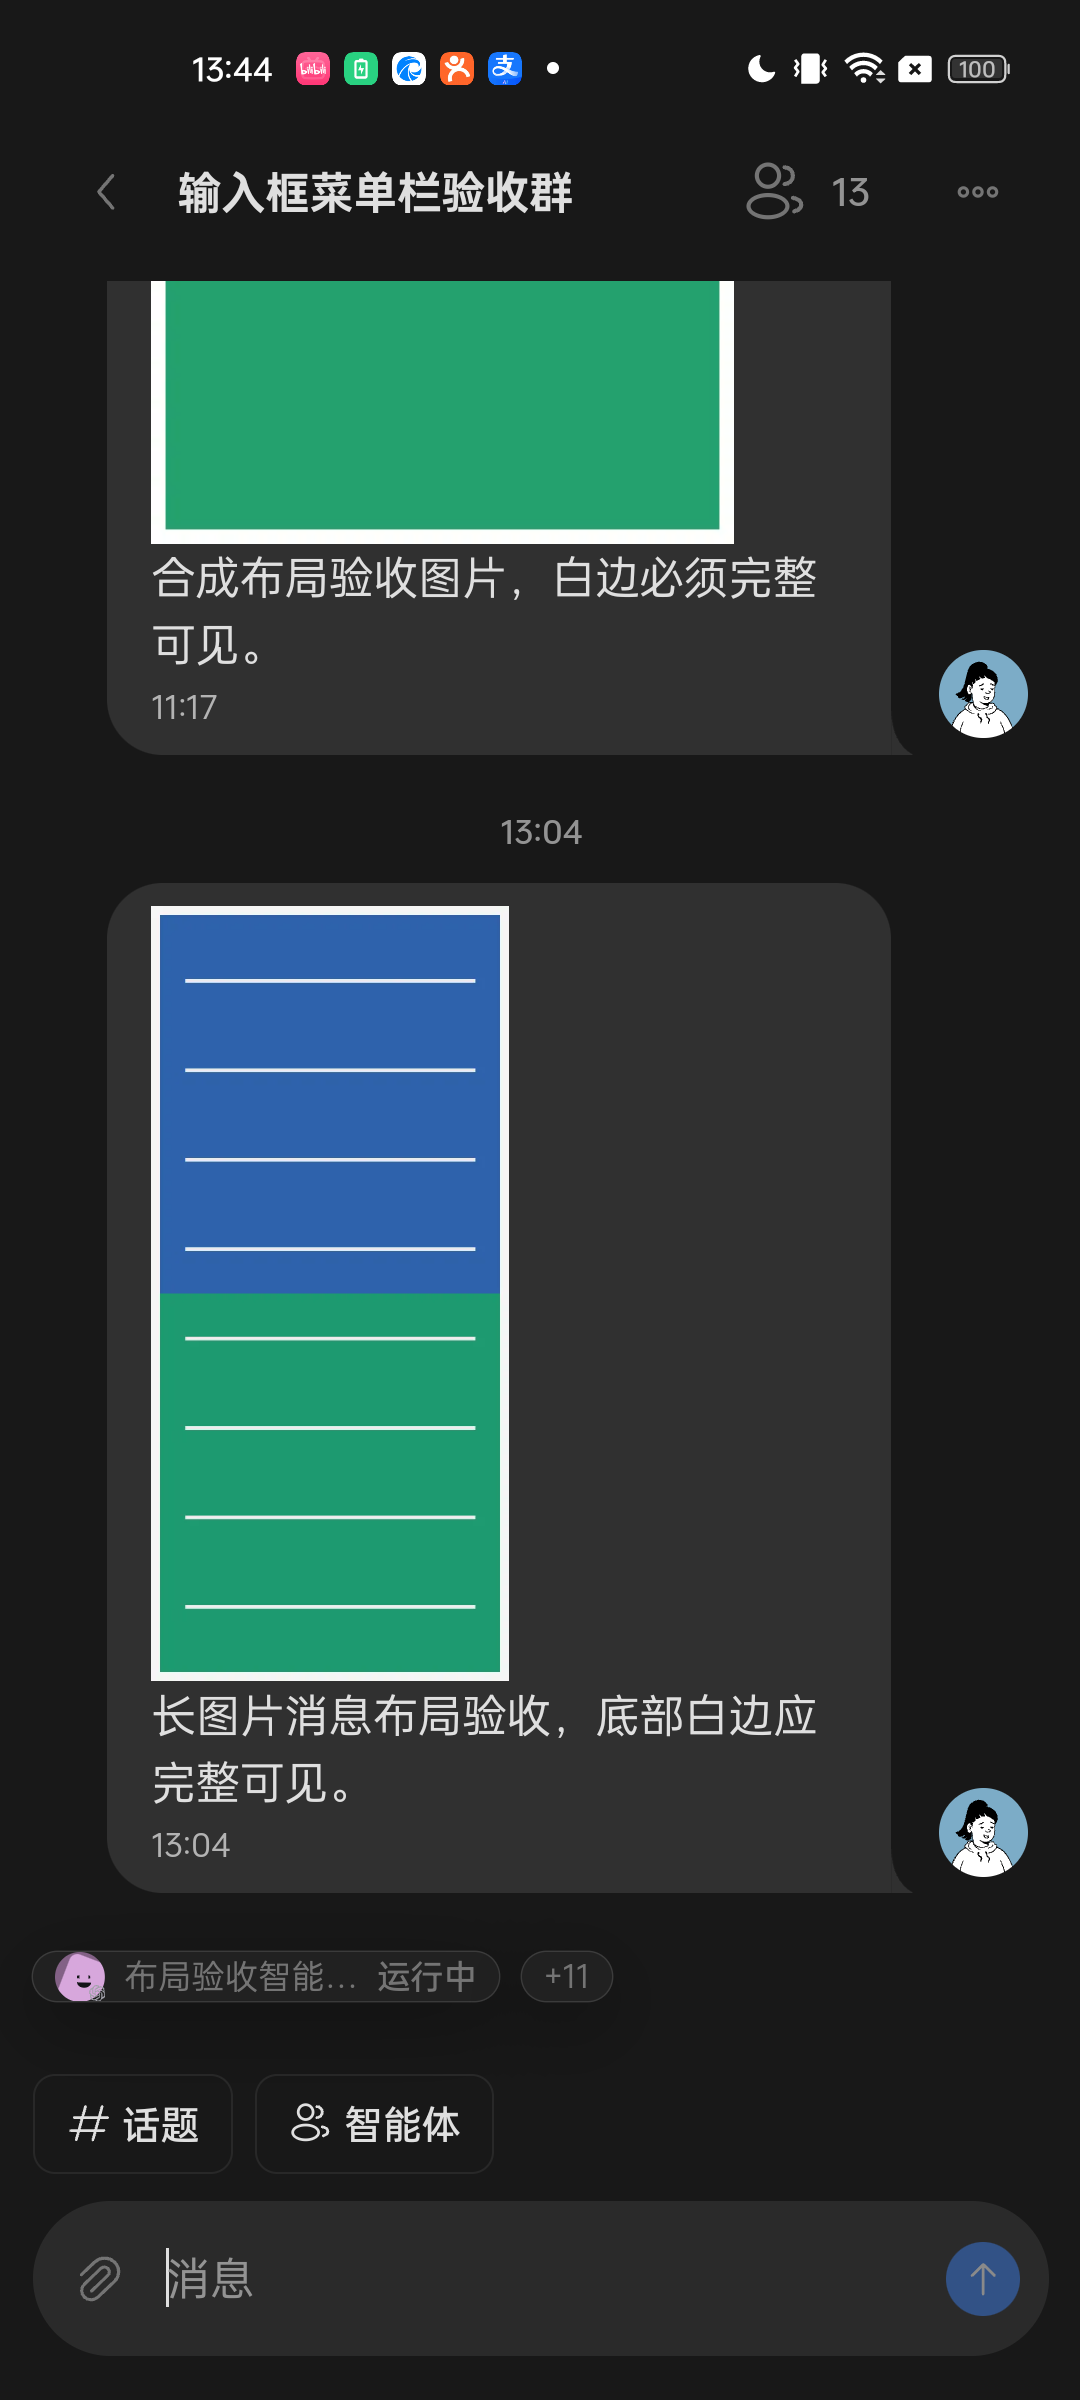 13:44
100
输入框菜单栏验收群
13
合成布局验收图片，白边必须完整
可见。
11:17
13:04
长图片消息布局验收，底部白边应
完整可见。
13:04
布局验收智能... 运行中
+11
话题
智能体
消息